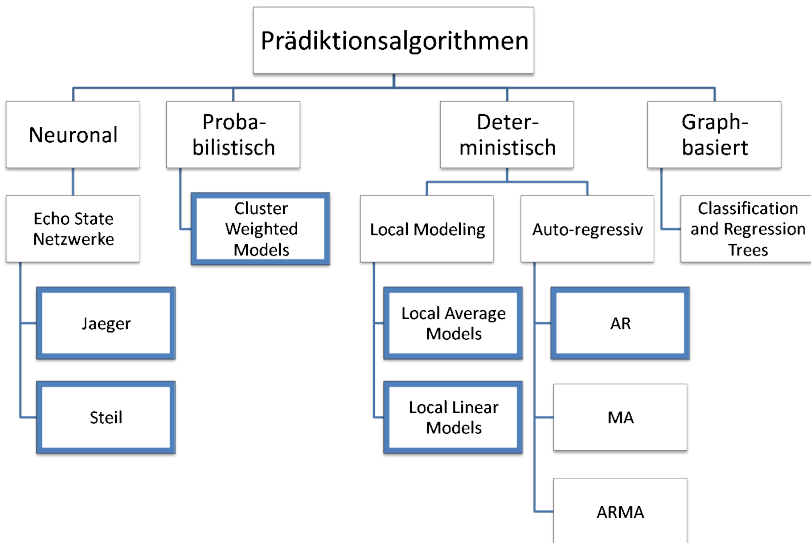 Prädiktionsalgorithmen
Neuronal
Proba-
bilistisch
Deter-
ministisch
Graph-
basiert
Echo State
Netzwerke
Cluster
Weighted
Models
Local Modeling
Auto-regressiv
Classification
and Regression
Trees
Jaeger
Local Average
Models
AR
Steil
Local Linear
Models
MA
ARMA